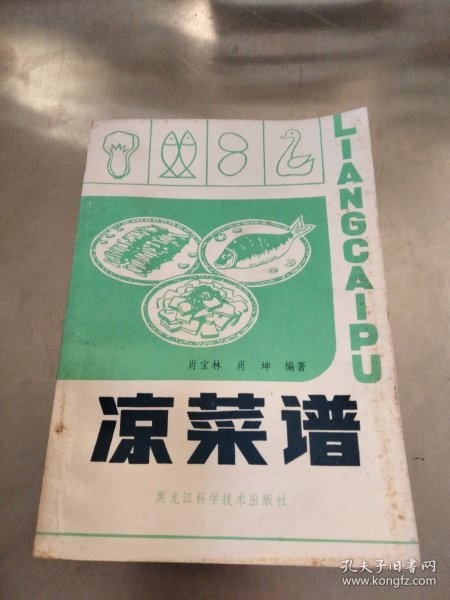 LIANGCAIPU
肖宝林 肖坤 编著
凉菜谱
黑龙江科学技术出版社
孔夫子旧书网
www.kongfz.com